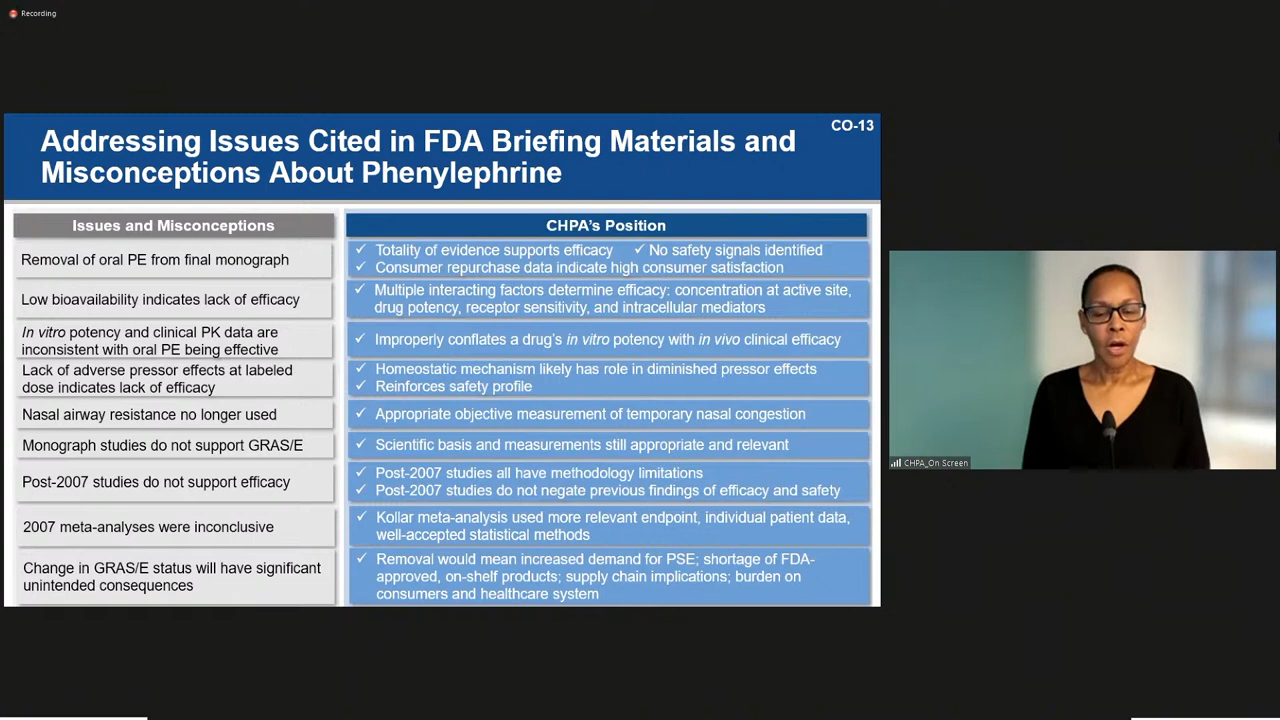 Recording
Addressing Issues Cited in FDA Briefing Materials and
Misconceptions About Phenylephrine
CO-13
Issues and Misconceptions
CHPA's Position
Removal of oral PE from final monograph
✓ Totality of evidence supports efficacy ✓ No safety signals identified
✓ Consumer repurchase data indicate high consumer satisfaction
Low bioavailability indicates lack of efficacy
✓ Multiple interacting factors determine efficacy: concentration at active site,
drug potency, receptor sensitivity, and intracellular mediators
In vitro potency and clinical PK data are
inconsistent with oral PE being effective
✓ Improperly conflates a drug's in vitro potency with in vivo clinical efficacy
Lack of adverse pressor effects at labeled
dose indicates lack of efficacy
✓ Homeostatic mechanism likely has role in diminished pressor effects
✓ Reinforces safety profile
Nasal airway resistance no longer used
✓ Appropriate objective measurement of temporary nasal congestion
Monograph studies do not support GRAS/E
✓ Scientific basis and measurements still appropriate and relevant
Post-2007 studies do not support efficacy
✓ Post-2007 studies all have methodology limitations
✓ Post-2007 studies do not negate previous findings of efficacy and safety
2007 meta-analyses were inconclusive
✓ Kollar meta-analysis used more relevant endpoint, individual patient data,
well-accepted statistical methods
Change in GRAS/E status will have significant
unintended consequences
✓ Removal would mean increased demand for PSE; shortage of FDA-
approved, on-shelf products; supply chain implications; burden on
consumers and healthcare system
CHPA_On Screen